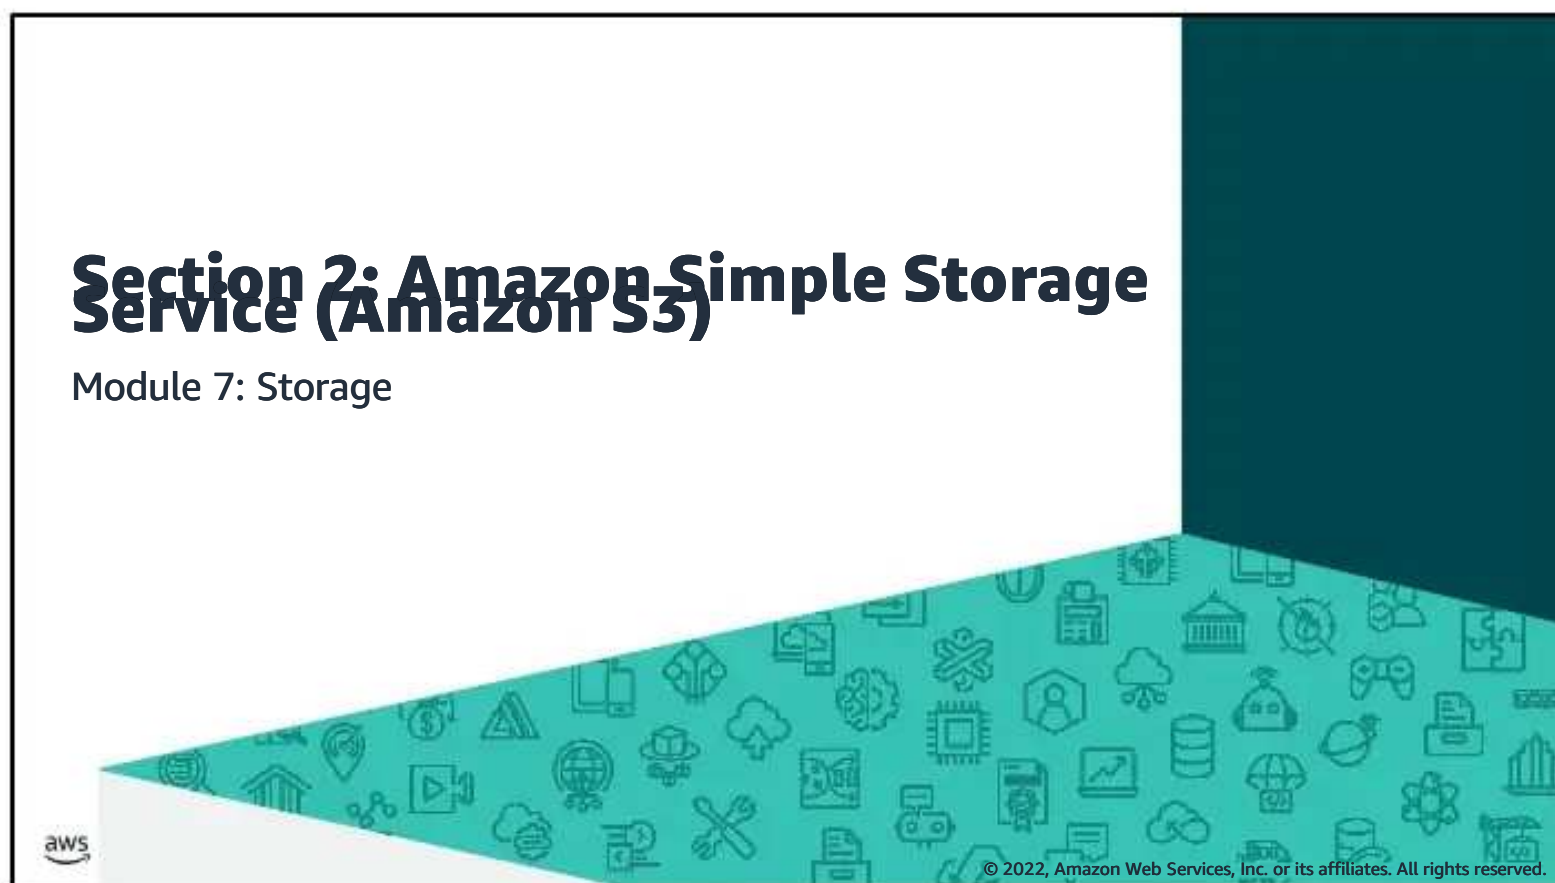 Section 2: Amazon Simple Storage
Service (Amazon S3)
Module 7: Storage
aws
© 2022, Amazon Web Services, Inc. or its affiliates. All rights reserved.